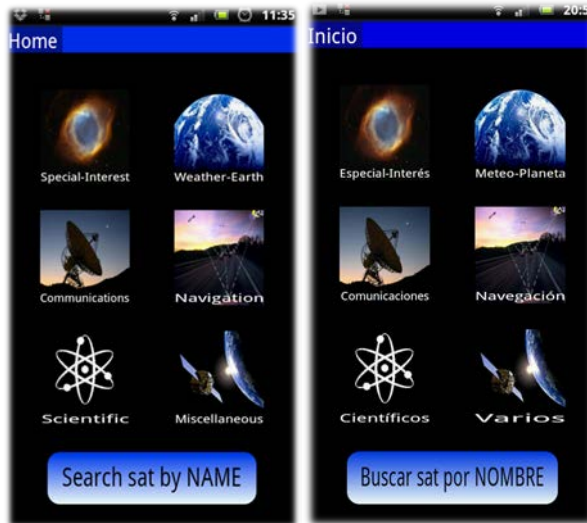 11:35
Home
Special-Interest
Weather-Earth
Communications
Navigation
Scientific
Miscellaneous
Search sat by NAME
Inicio
Especial-Interés
Meteo-Planeta
Comunicaciones
Navegación
Científicos
Varios
Buscar sat por NOMBRE